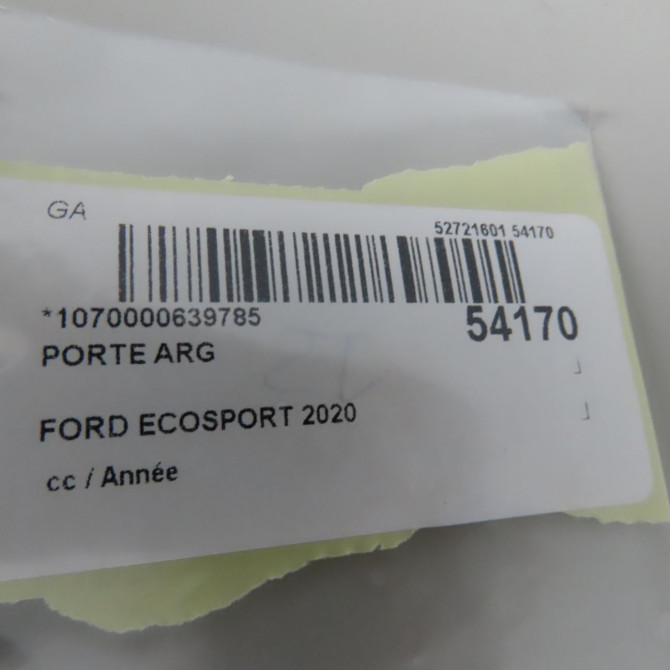 GA
52721601 54170
*1070000639785
54170
PORTE ARG
FORD ECOSPORT 2020
cc / Année